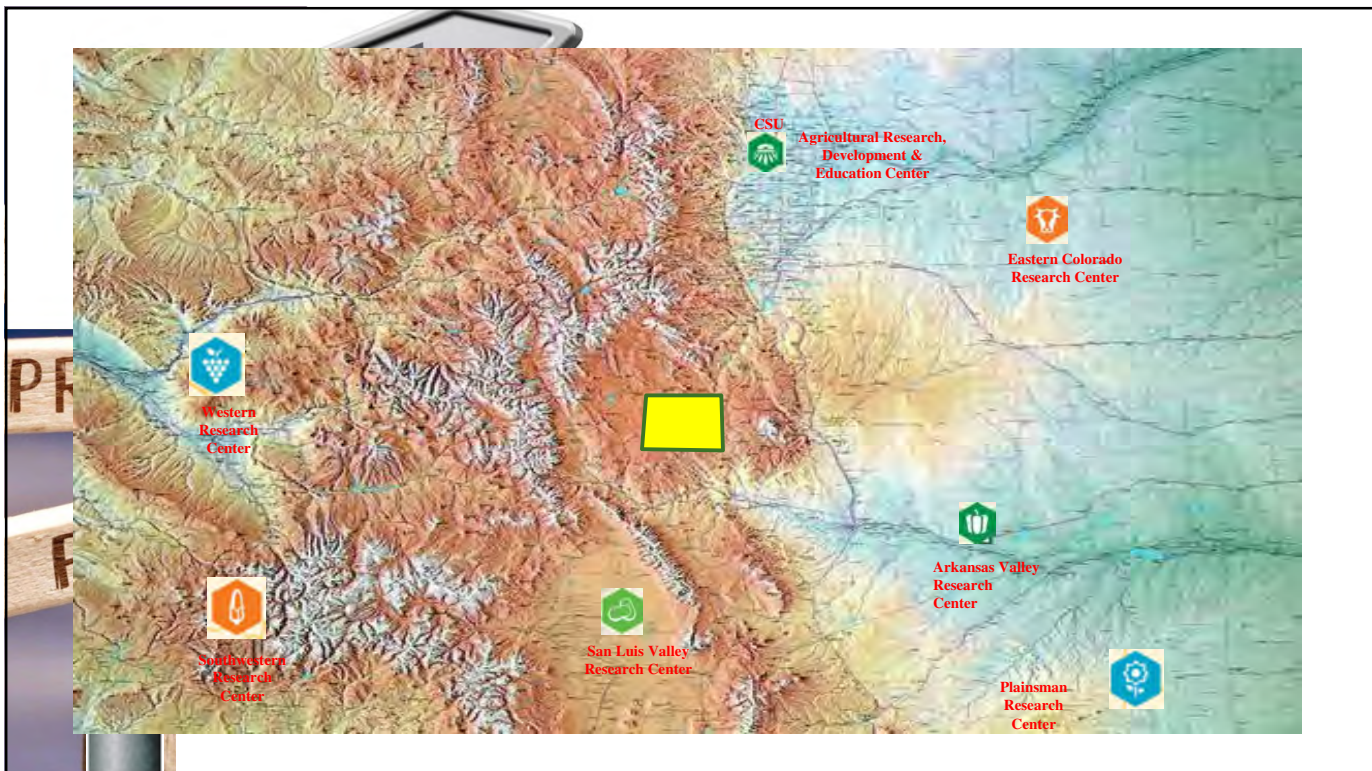 CSU
Agricultural Research,
Development &
Education Center
Eastern Colorado
Research Center
PR
Western
Research
Center
Arkansas Valley
Research
Center
Southwestern
Research
Center
San Luis Valley
Research Center
Plainsman
Research
Center